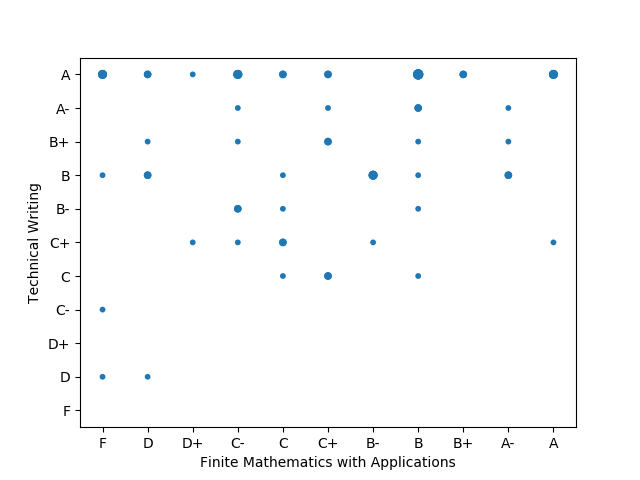 Technical Writing
A
A-
B+
B
B-
C+
C
C-
D+
D
F
F D D+ C- C C+ B- B B+ A- A
Finite Mathematics with Applications